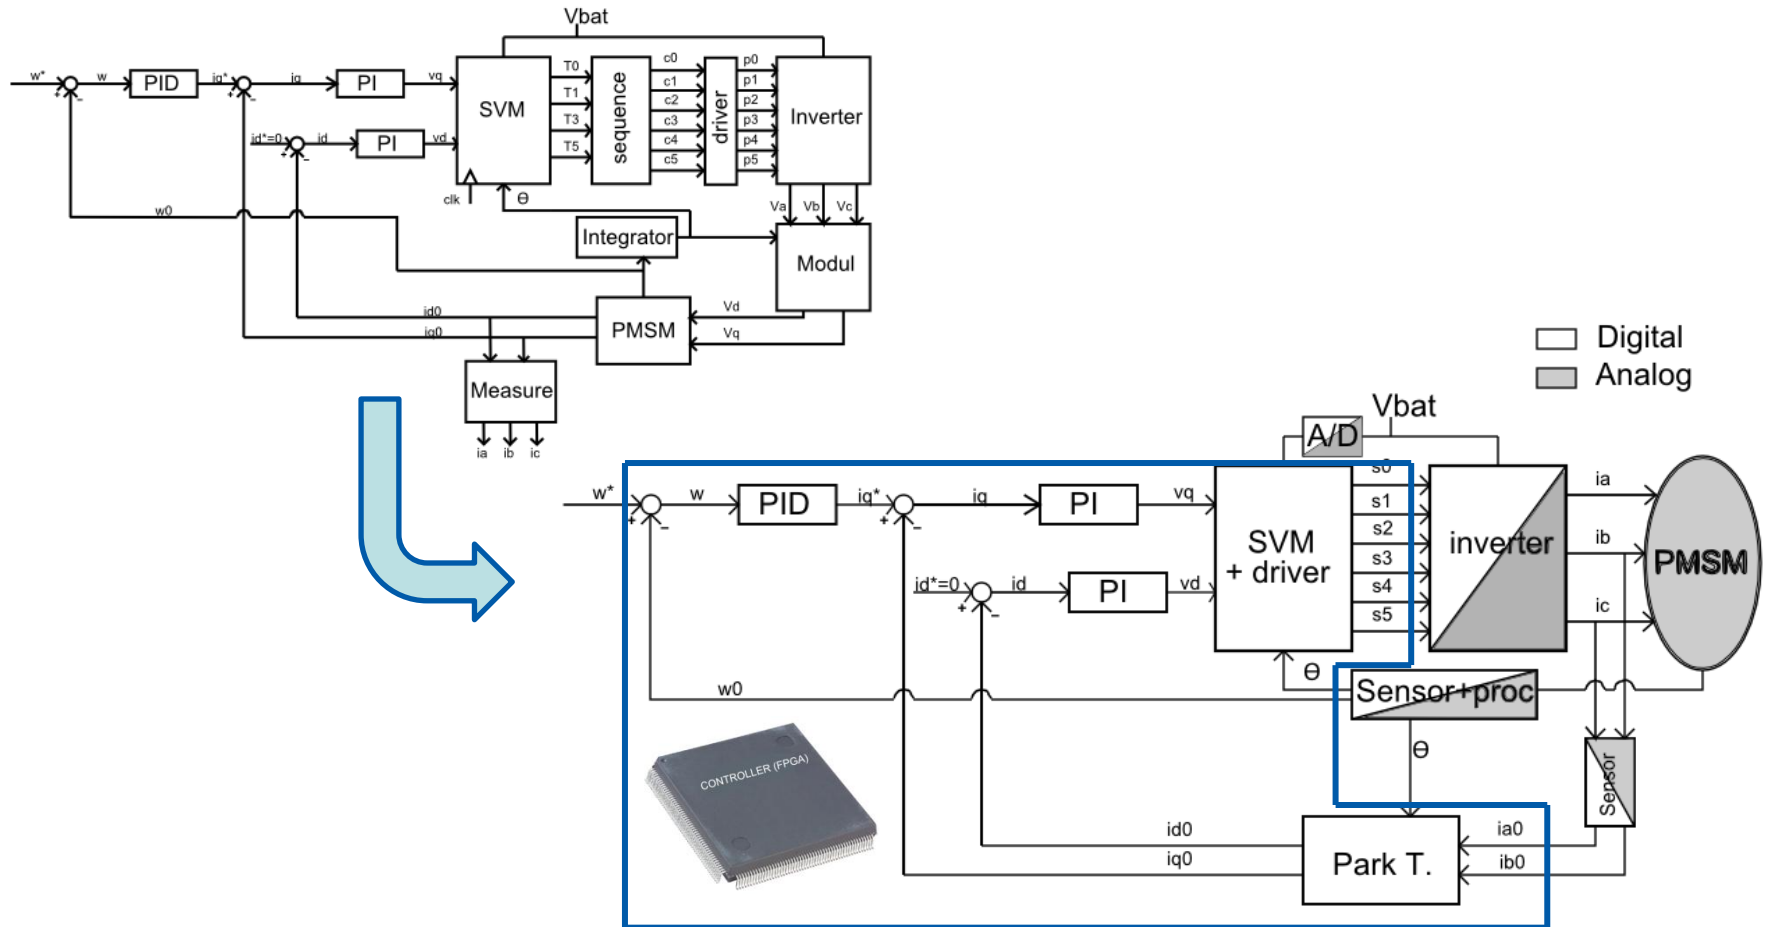 Vbat
w*
+
-
w
PID
iq*
+
-
iq
PI
vq
id*=0
+
-
id
PI
vd
SVM
clk
Θ
T0
T1
T3
T5
sequence
c0
c1
c2
c3
c4
c5
driver
p0
p1
p2
p3
p4
p5
Inverter
Va
Vb
Vc
w0
Integrator
Modul
id0
iq0
PMSM
Vd
Vq
Measure
ia
ib
ic
Digital
Analog
Vbat
A/D
w*
+
-
w
PID
iq*
+
-
iq
PI
vq
id*=0
+
-
id
PI
vd
SVM
+ driver
s0
s1
s2
s3
s4
s5
inverter
ia
ib
ic
PMSM
w0
Θ
Sensor+proc
Θ
Sensor
CONTROLLER (FPGA)
id0
iq0
Park T.
ia0
ib0